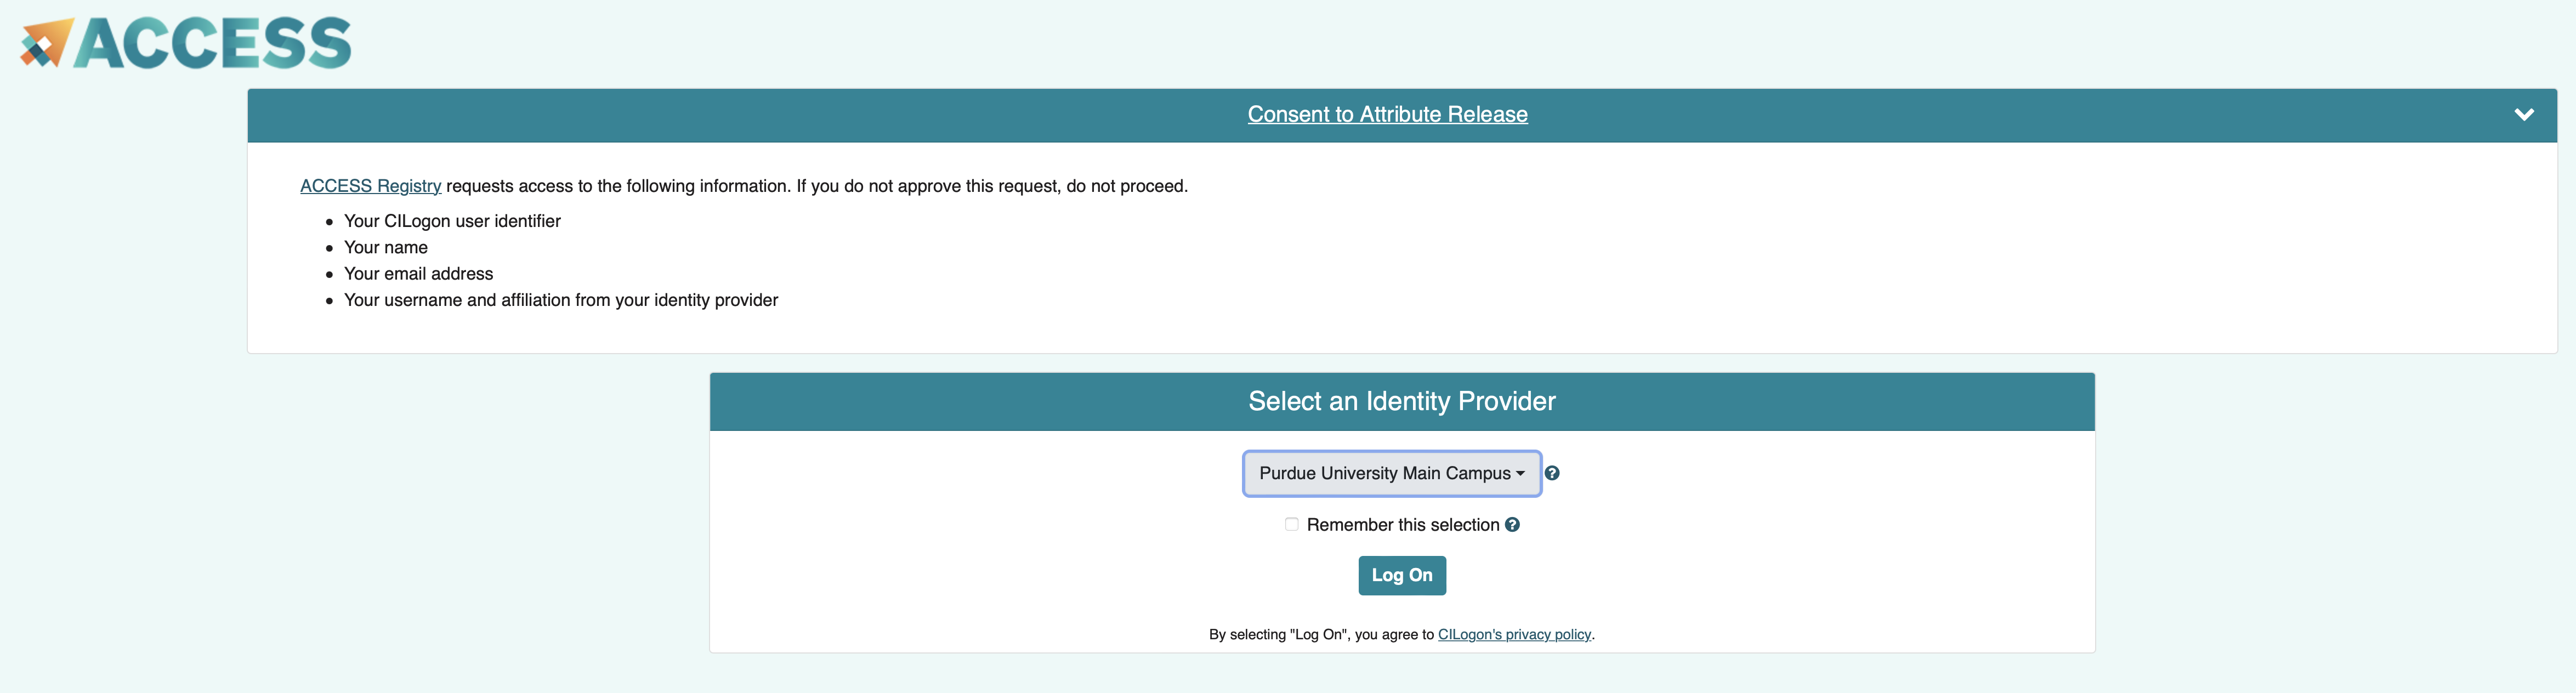 ACCESS
Consent to Attribute Release
ACCESS Registry requests access to the following information. If you do not approve this request, do not proceed.
• Your CILogon user identifier
• Your name
• Your email address
• Your username and affiliation from your identity provider
Select an Identity Provider
Purdue University Main Campus
Remember this selection
Log On
By selecting "Log On", you agree to CILogon's privacy policy.